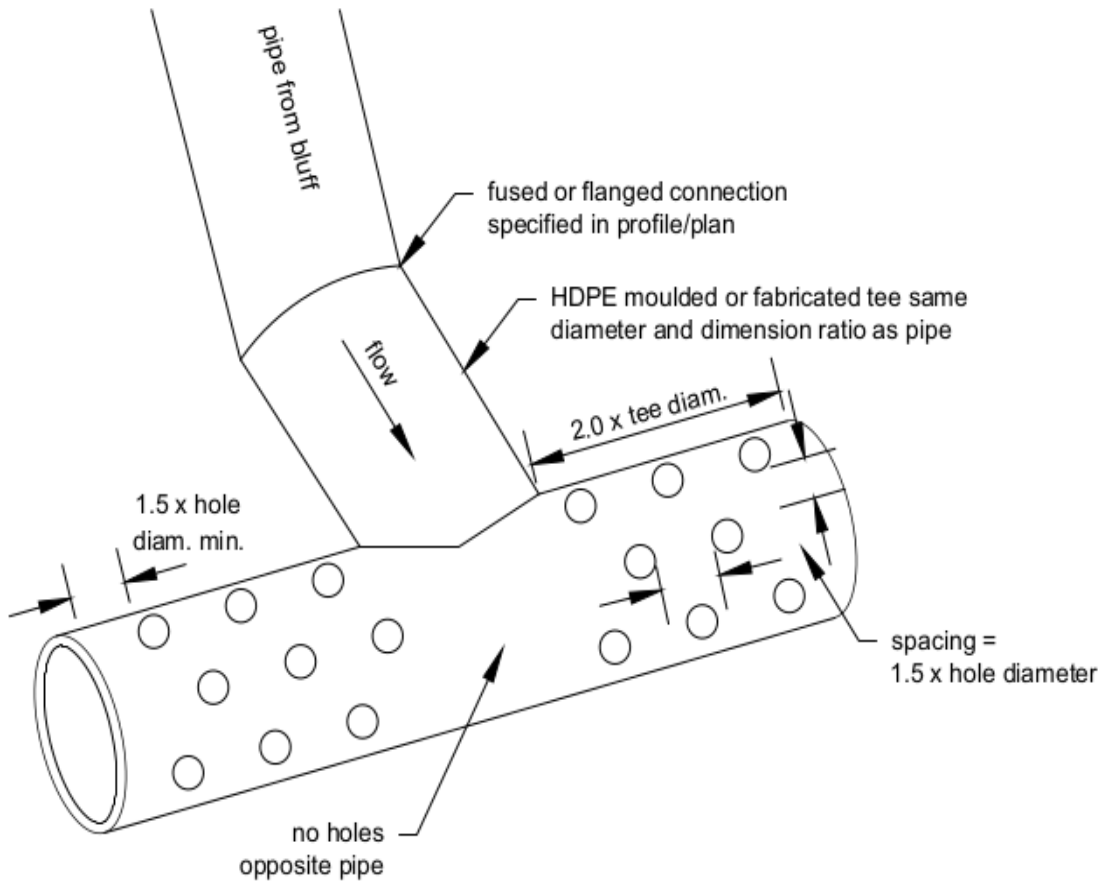 pipe from bluff
fused or flanged connection
specified in profile/plan
HDPE moulded or fabricated tee same
diameter and dimension ratio as pipe
flow
2.0 x tee diam.
1.5 x hole
diam. min.
spacing =
1.5 x hole diameter
no holes
opposite pipe